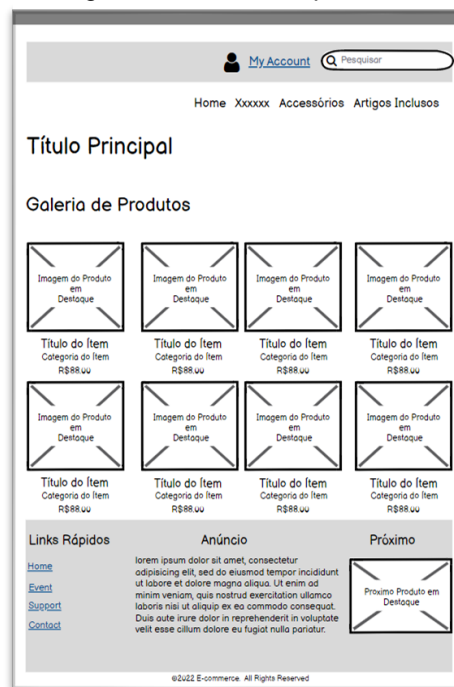 My Account
Pesquisar
Home Xxxxxx Accessórios Artigos Inclusos
Título Principal
Galeria de Produtos
Imagem do Produto
em
Destaque
Imagem do Produto
em
Destaque
Imagem do Produto
em
Destaque
Imagem do Produto
em
Destaque
Título do Ítem
Categoria do Ítem
R$88.00
Título do Ítem
Categoria do Ítem
R$88.00
Título do Ítem
Categoria do Ítem
R$88.00
Título do Ítem
Categoria do Ítem
R$88.00
Imagem do Produto
em
Destaque
Imagem do Produto
em
Destaque
Imagem do Produto
em
Destaque
Imagem do Produto
em
Destaque
Título do Ítem
Categoria do Ítem
R$88.00
Título do Ítem
Categoria do Ítem
R$88.00
Título do Ítem
Categoria do Ítem
R$88.00
Título do Ítem
Categoria do Ítem
R$88.00
Links Rápidos
Home
Event
Support
Contact
Anúncio
lorem ipsum dolor sit amet, consectetur
adipisicing elit, sed do eiusmod tempor incididunt
ut labore et dolore magna aliqua. Ut enim ad
minim veniam, quis nostrud exercitation ullamco
laboris nisi ut aliquip ex ea commodo consequat.
Duis aute irure dolor in reprehenderit in voluptate
velit esse cillum dolore eu fugiat nulla pariatur.
Próximo
Proximo Produto em
Destaque
©2022 E-commerce. All Rights Reserved